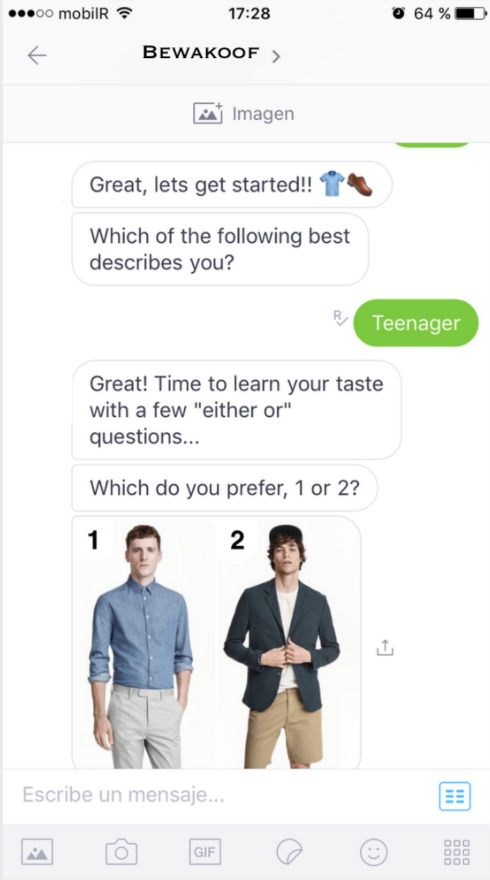 mobilR 17:28 64 %
BEWAKOOF
Imagen
Great, lets get started!!
Which of the following best
describes you?
R
Teenager
Great! Time to learn your taste
with a few "either or"
questions...
Which do you prefer, 1 or 2?
1 2
Escribe un mensaje...
GIF